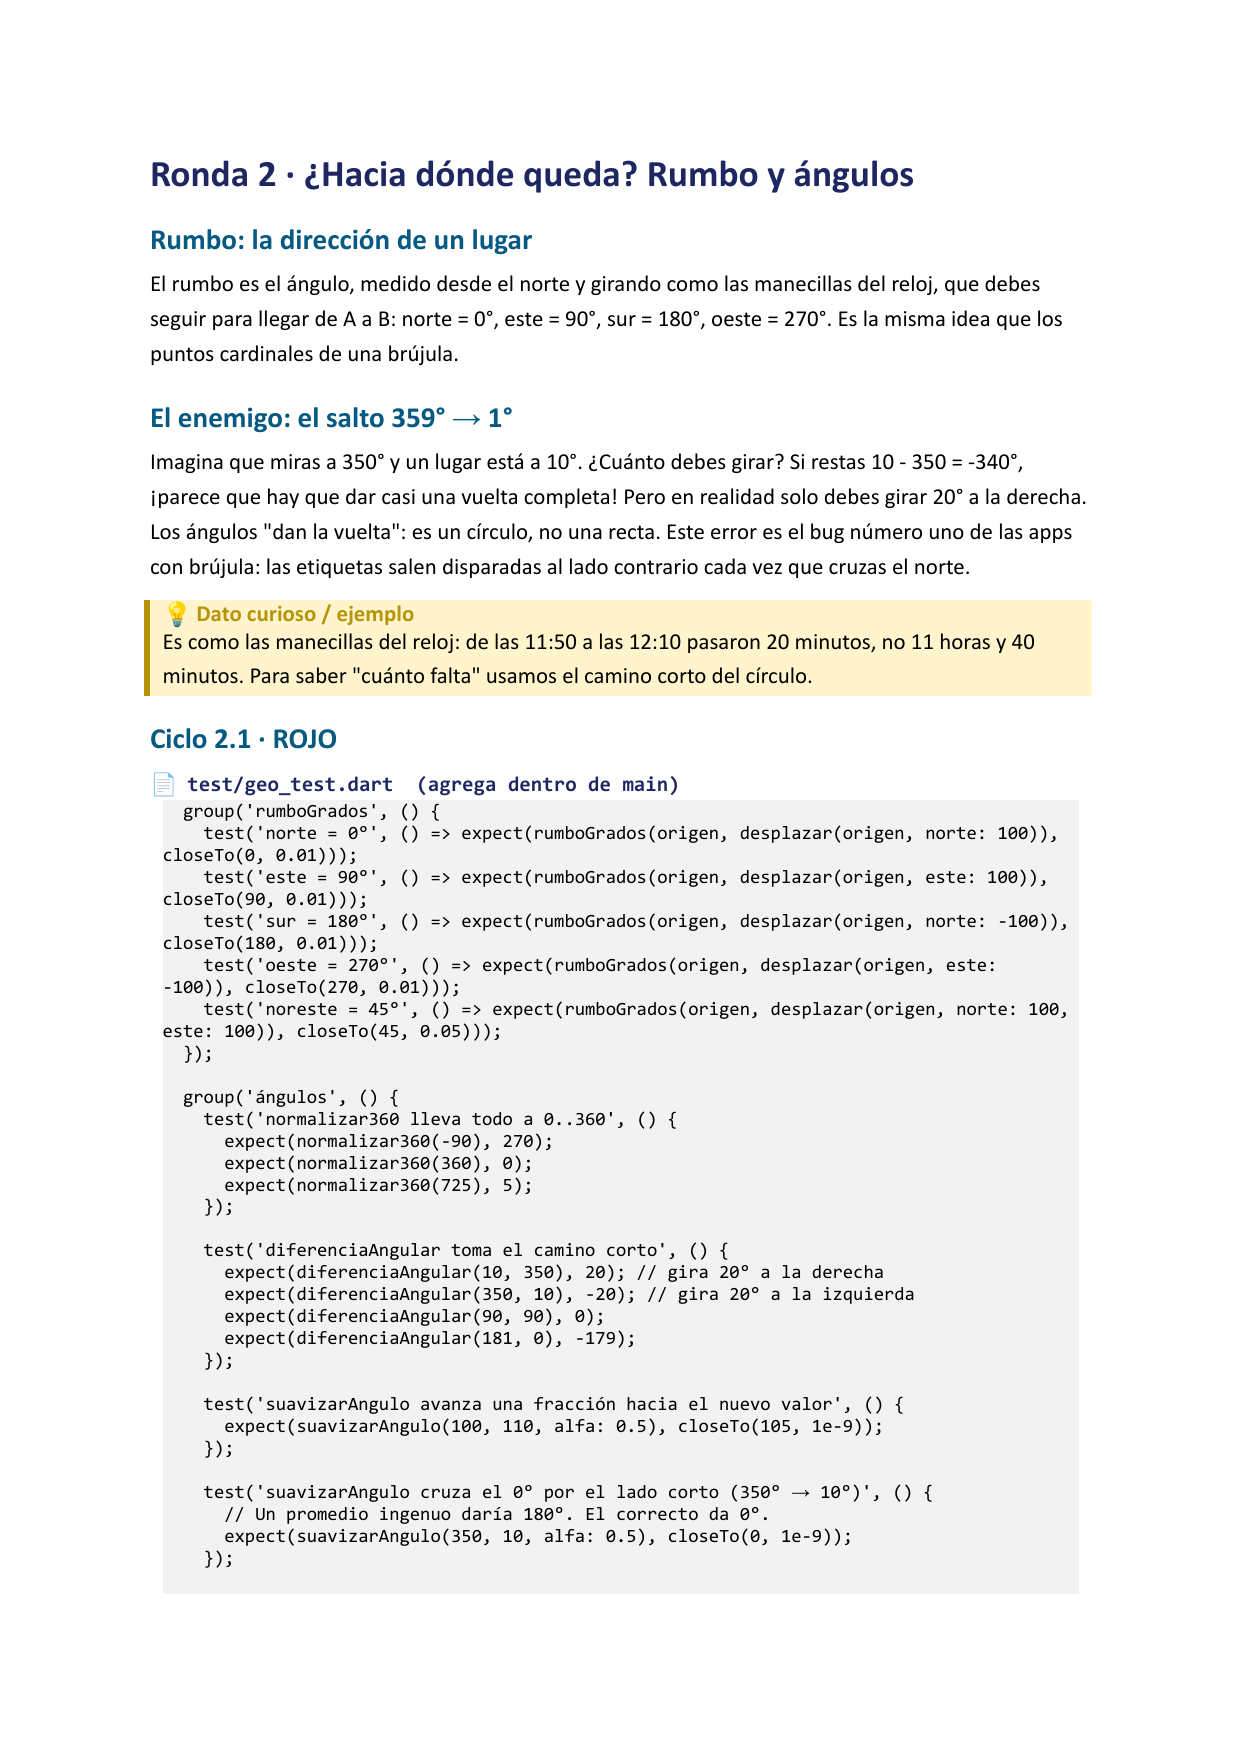 Ronda 2 · ¿Hacia dónde queda? Rumbo y ángulos
Rumbo: la dirección de un lugar
El rumbo es el ángulo, medido desde el norte y girando como las manecillas del reloj, que debes
seguir para llegar de A a B: norte = 0°, este = 90°, sur = 180°, oeste = 270°. Es la misma idea que los
puntos cardinales de una brújula.
El enemigo: el salto 359° → 1°
Imagina que miras a 350° y un lugar está a 10°. ¿Cuánto debes girar? Si restas 10 - 350 = -340°,
¡parece que hay que dar casi una vuelta completa! Pero en realidad solo debes girar 20° a la derecha.
Los ángulos "dan la vuelta": es un círculo, no una recta. Este error es el bug número uno de las apps
con brújula: las etiquetas salen disparadas al lado contrario cada vez que cruzas el norte.
💡 Dato curioso / ejemplo
Es como las manecillas del reloj: de las 11:50 a las 12:10 pasaron 20 minutos, no 11 horas y 40
minutos. Para saber "cuánto falta" usamos el camino corto del círculo.
Ciclo 2.1 · ROJO
📄 test/geo_test.dart  (agrega dentro de main)
  group('rumboGrados', () {
    test('norte = 0°', () => expect(rumboGrados(origen, desplazar(origen, norte: 100)),
closeTo(0, 0.01)));
    test('este = 90°', () => expect(rumboGrados(origen, desplazar(origen, este: 100)),
closeTo(90, 0.01)));
    test('sur = 180°', () => expect(rumboGrados(origen, desplazar(origen, norte: -100)),
closeTo(180, 0.01)));
    test('oeste = 270°', () => expect(rumboGrados(origen, desplazar(origen, este:
-100)), closeTo(270, 0.01)));
    test('noreste = 45°', () => expect(rumboGrados(origen, desplazar(origen, norte: 100,
este: 100)), closeTo(45, 0.05)));
  });

  group('ángulos', () {
    test('normalizar360 lleva todo a 0..360', () {
      expect(normalizar360(-90), 270);
      expect(normalizar360(360), 0);
      expect(normalizar360(725), 5);
    });

    test('diferenciaAngular toma el camino corto', () {
      expect(diferenciaAngular(10, 350), 20); // gira 20° a la derecha
      expect(diferenciaAngular(350, 10), -20); // gira 20° a la izquierda
      expect(diferenciaAngular(90, 90), 0);
      expect(diferenciaAngular(181, 0), -179);
    });

    test('suavizarAngulo avanza una fracción hacia el nuevo valor', () {
      expect(suavizarAngulo(100, 110, alfa: 0.5), closeTo(105, 1e-9));
    });

    test('suavizarAngulo cruza el 0° por el lado corto (350° → 10°)', () {
      // Un promedio ingenuo daría 180°. El correcto da 0°.
      expect(suavizarAngulo(350, 10, alfa: 0.5), closeTo(0, 1e-9));
    });